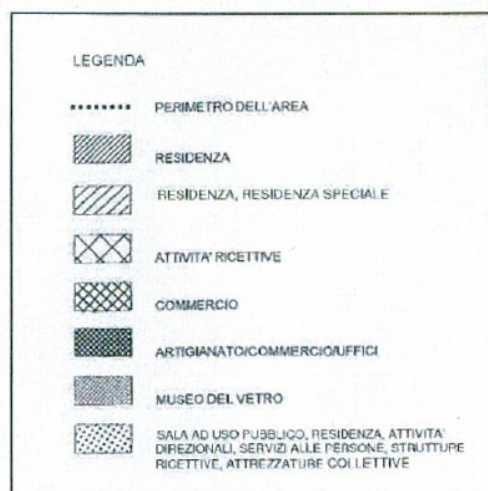 LEGENDA
PERIMETRO DELL'AREA
RESIDENZA
RESIDENZA, RESIDENZA SPECIALE
ATTIVITA' RICETTIVE
COMMERCIO
ARTIGIANATO/COMMERCIO/UFFICI
MUSEO DEL VETRO
SALA AD USO PUBBLICO, RESIDENZA, ATTIVITA'
DIREZIONALI, SERVIZI ALLE PERSONE, STRUTTURE
RICETTIVE, ATTREZZATURE COLLETTIVE